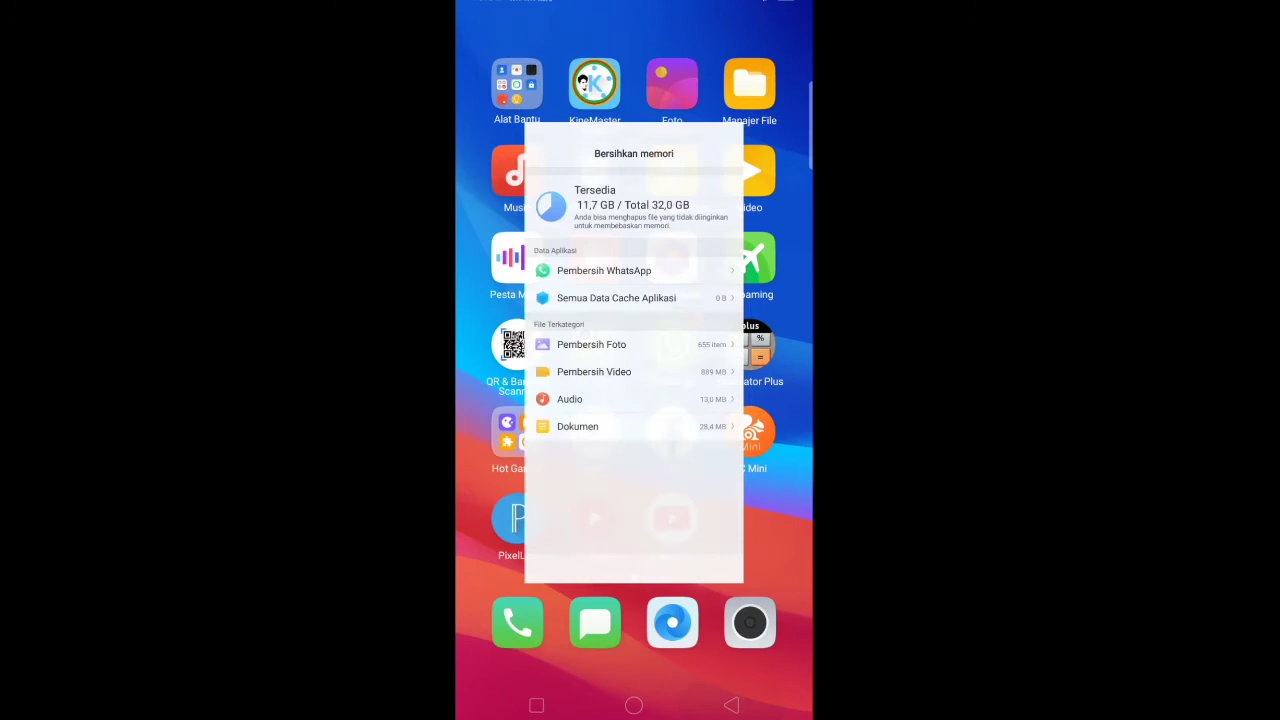 Alat Bantu
KineMaster
Foto
Manajer File
Bersihkan memori
Tersedia
11,7 GB / Total 32,0 GB
Anda bisa menghapus file yang tidak diinginkan
untuk membebaskan memori.
Musi
ideo
Data Aplikasi
Pembersih WhatsApp
Semua Data Cache Aplikasi
0 B
Pesta M
oaming
File Terkategori
Pembersih Foto
655 item
Pembersih Video
889 MB
Audio
13,0 MB
Dokumen
28,4 MB
plus
%
=
QR & Ba
Scann
ator Plus
Hot Ga
Mini
C Mini
PixelL